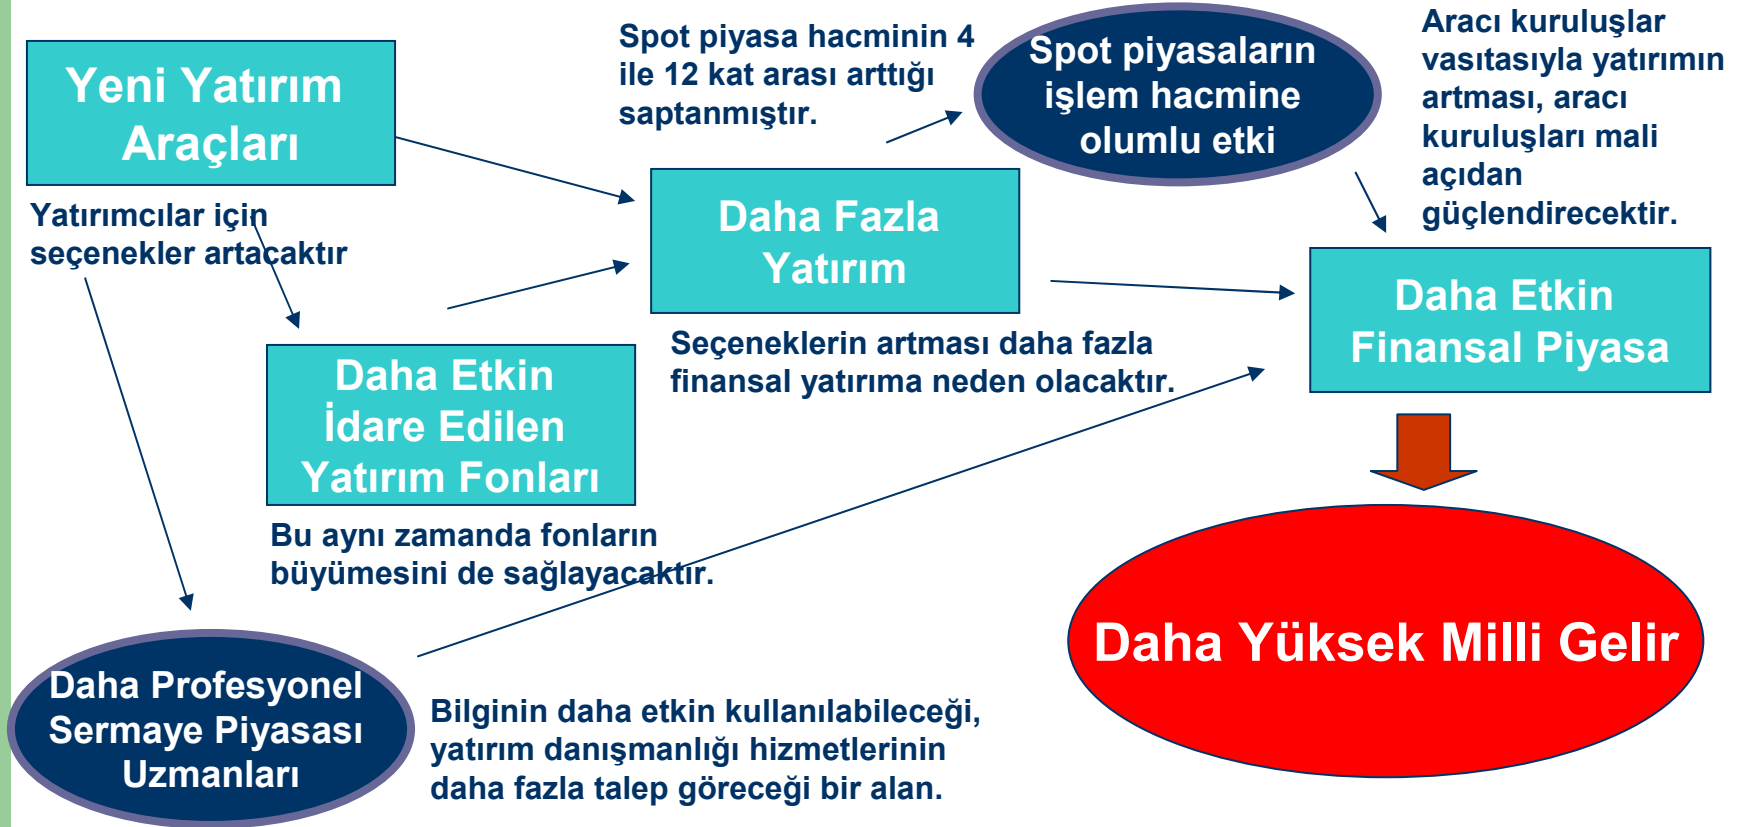 Yeni Yatırım
Araçları
Yatırımcılar için
seçenekler artacaktır
Spot piyasa hacminin 4
ile 12 kat arası arttığı
saptanmıştır.
Spot piyasaların
işlem hacmine
olumlu etki
Aracı kuruluşlar
vasıtasıyla yatırımın
artması, aracı
kuruluşları mali
açıdan
güçlendirecektir.
Daha Fazla
Yatırım
Seçeneklerin artması daha fazla
finansal yatırıma neden olacaktır.
Daha Etkin
Finansal Piyasa
Daha Etkin
İdare Edilen
Yatırım Fonları
Bu aynı zamanda fonların
büyümesini de sağlayacaktır.
Daha Yüksek Milli Gelir
Daha Profesyonel
Sermaye Piyasası
Uzmanları
Bilginin daha etkin kullanılabileceği,
yatırım danışmanlığı hizmetlerinin
daha fazla talep göreceği bir alan.